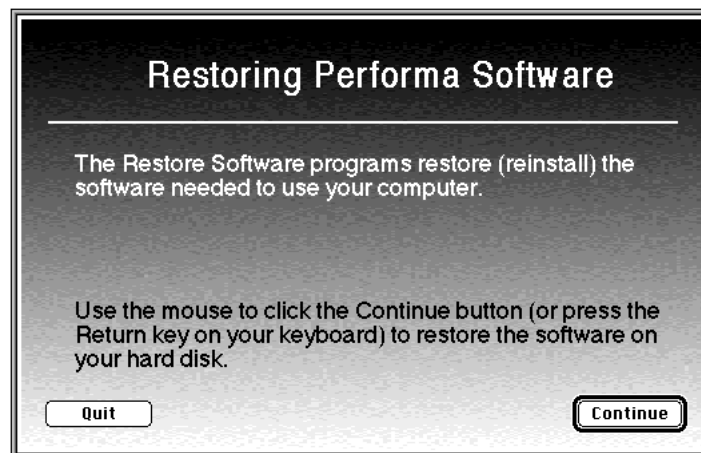 Restoring Performa Software
The Restore Software programs restore (reinstall) the
software needed to use your computer.
Use the mouse to click the Continue button (or press the
Return key on your keyboard) to restore the software on
your hard disk.
Quit
Continue